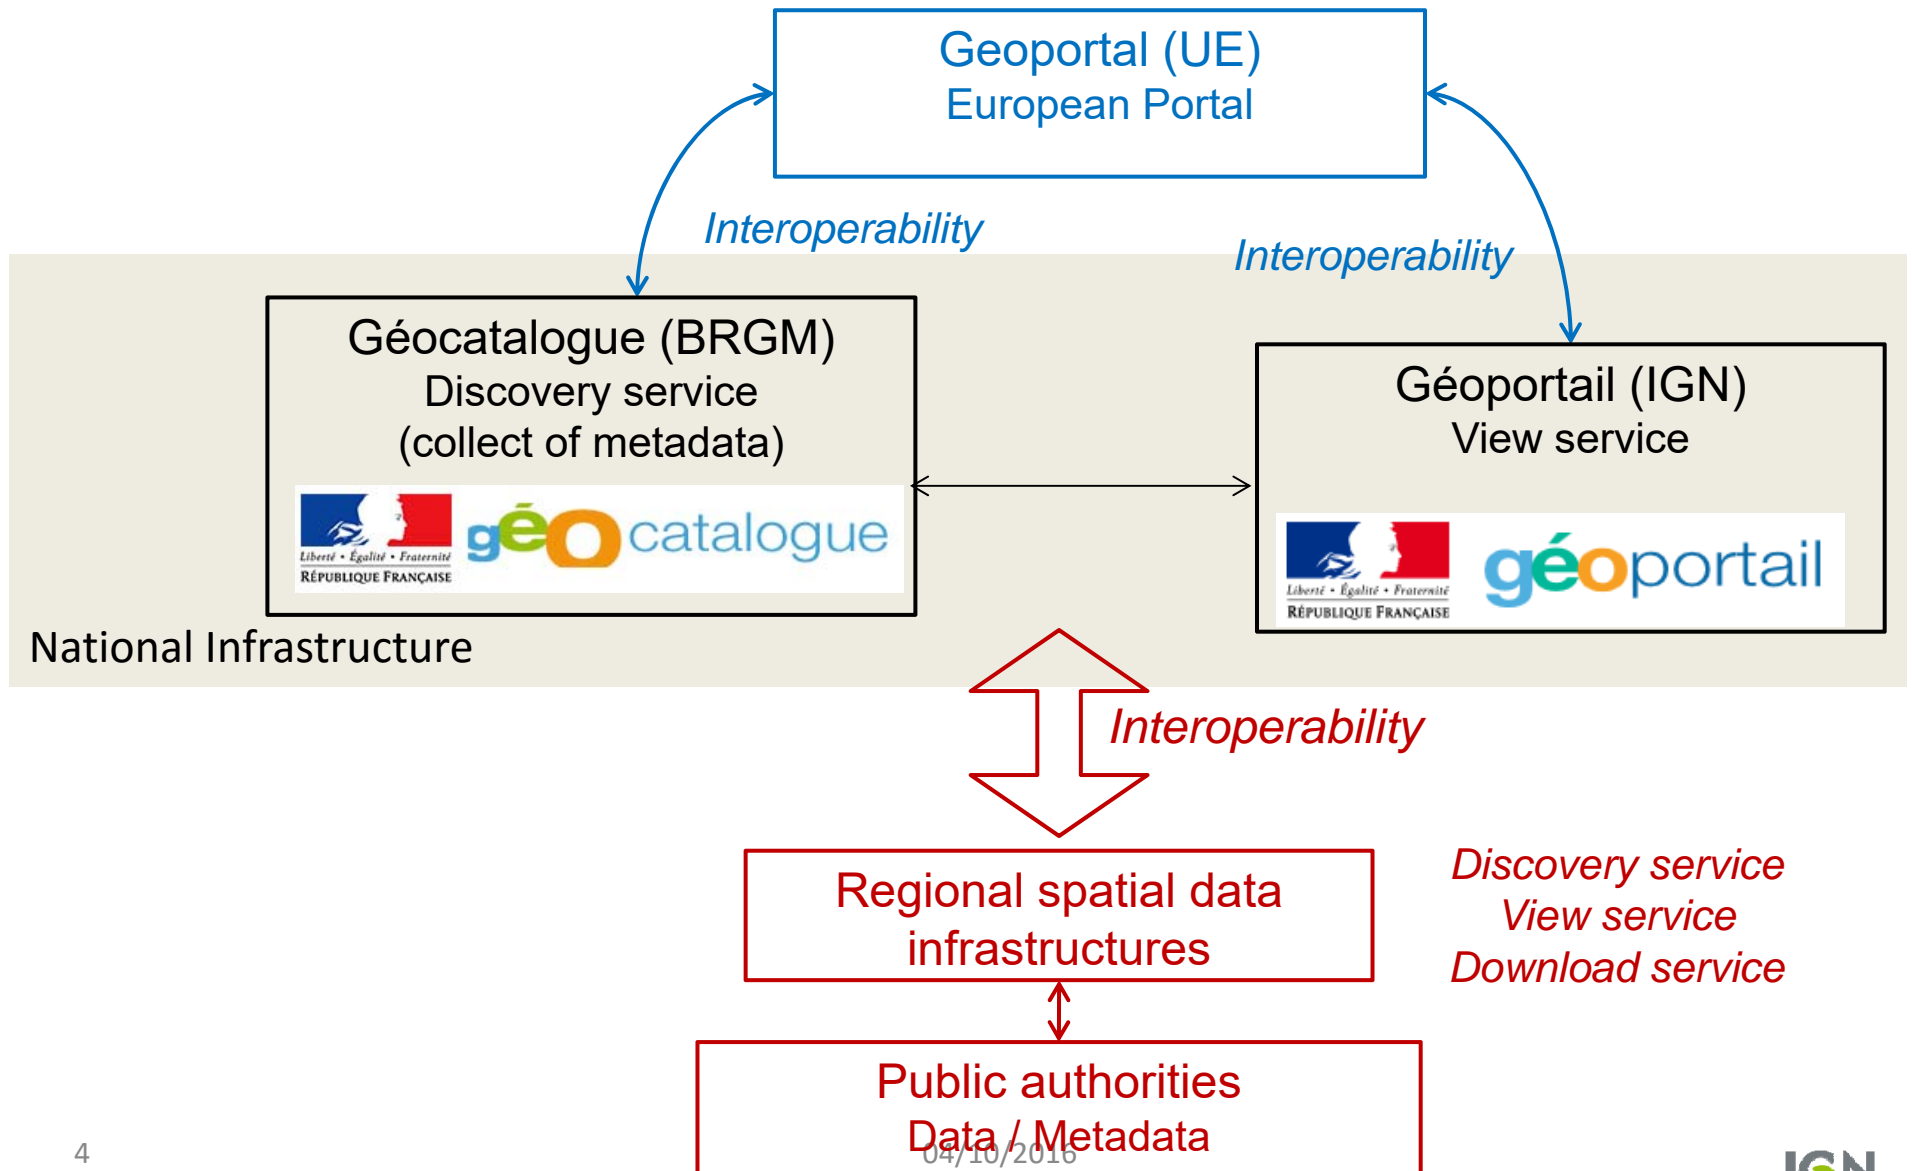 Geoportal (UE)
European Portal
Interoperability
Interoperability
Géocatalogue (BRGM)
Discovery service
(collect of metadata)
Liberté • Égalité • Fraternité
RÉPUBLIQUE FRANÇAISE
géocatalogue
Géoportail (IGN)
View service
Liberté • Égalité • Fraternité
RÉPUBLIQUE FRANÇAISE
géoportail
National Infrastructure
Interoperability
Regional spatial data
infrastructures
Discovery service
View service
Download service
Public authorities
Data / Metadata
4
04/10/2016
IGN